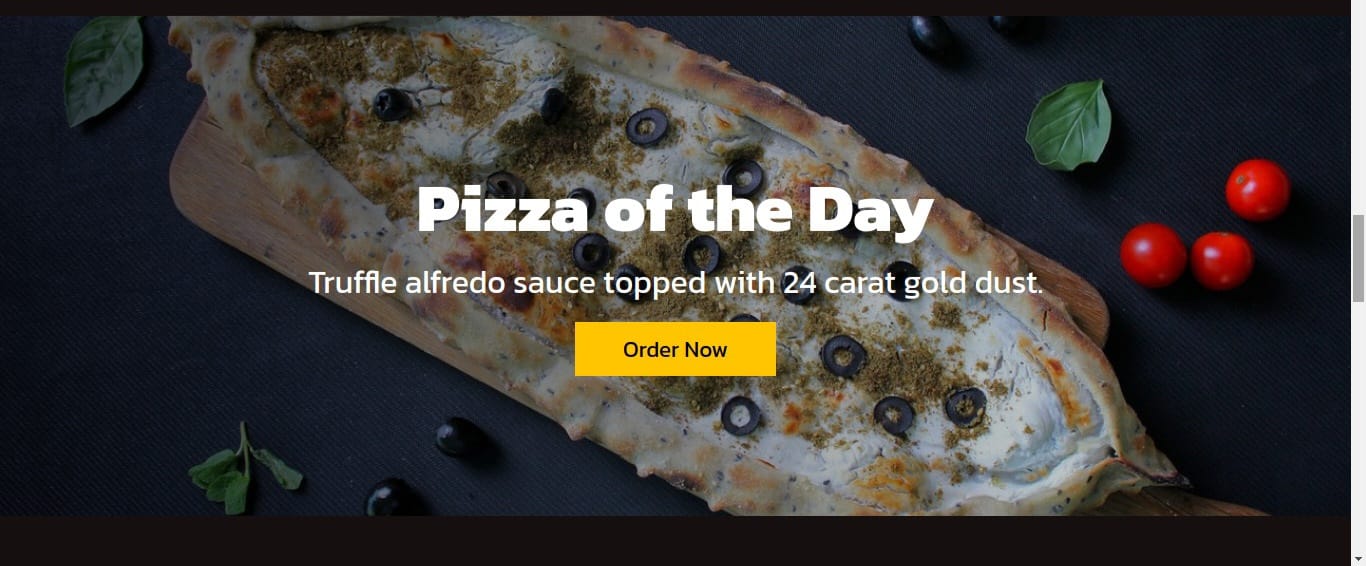 Pizza of the Day
Truffle alfredo sauce topped with 24 carat gold dust.
Order Now